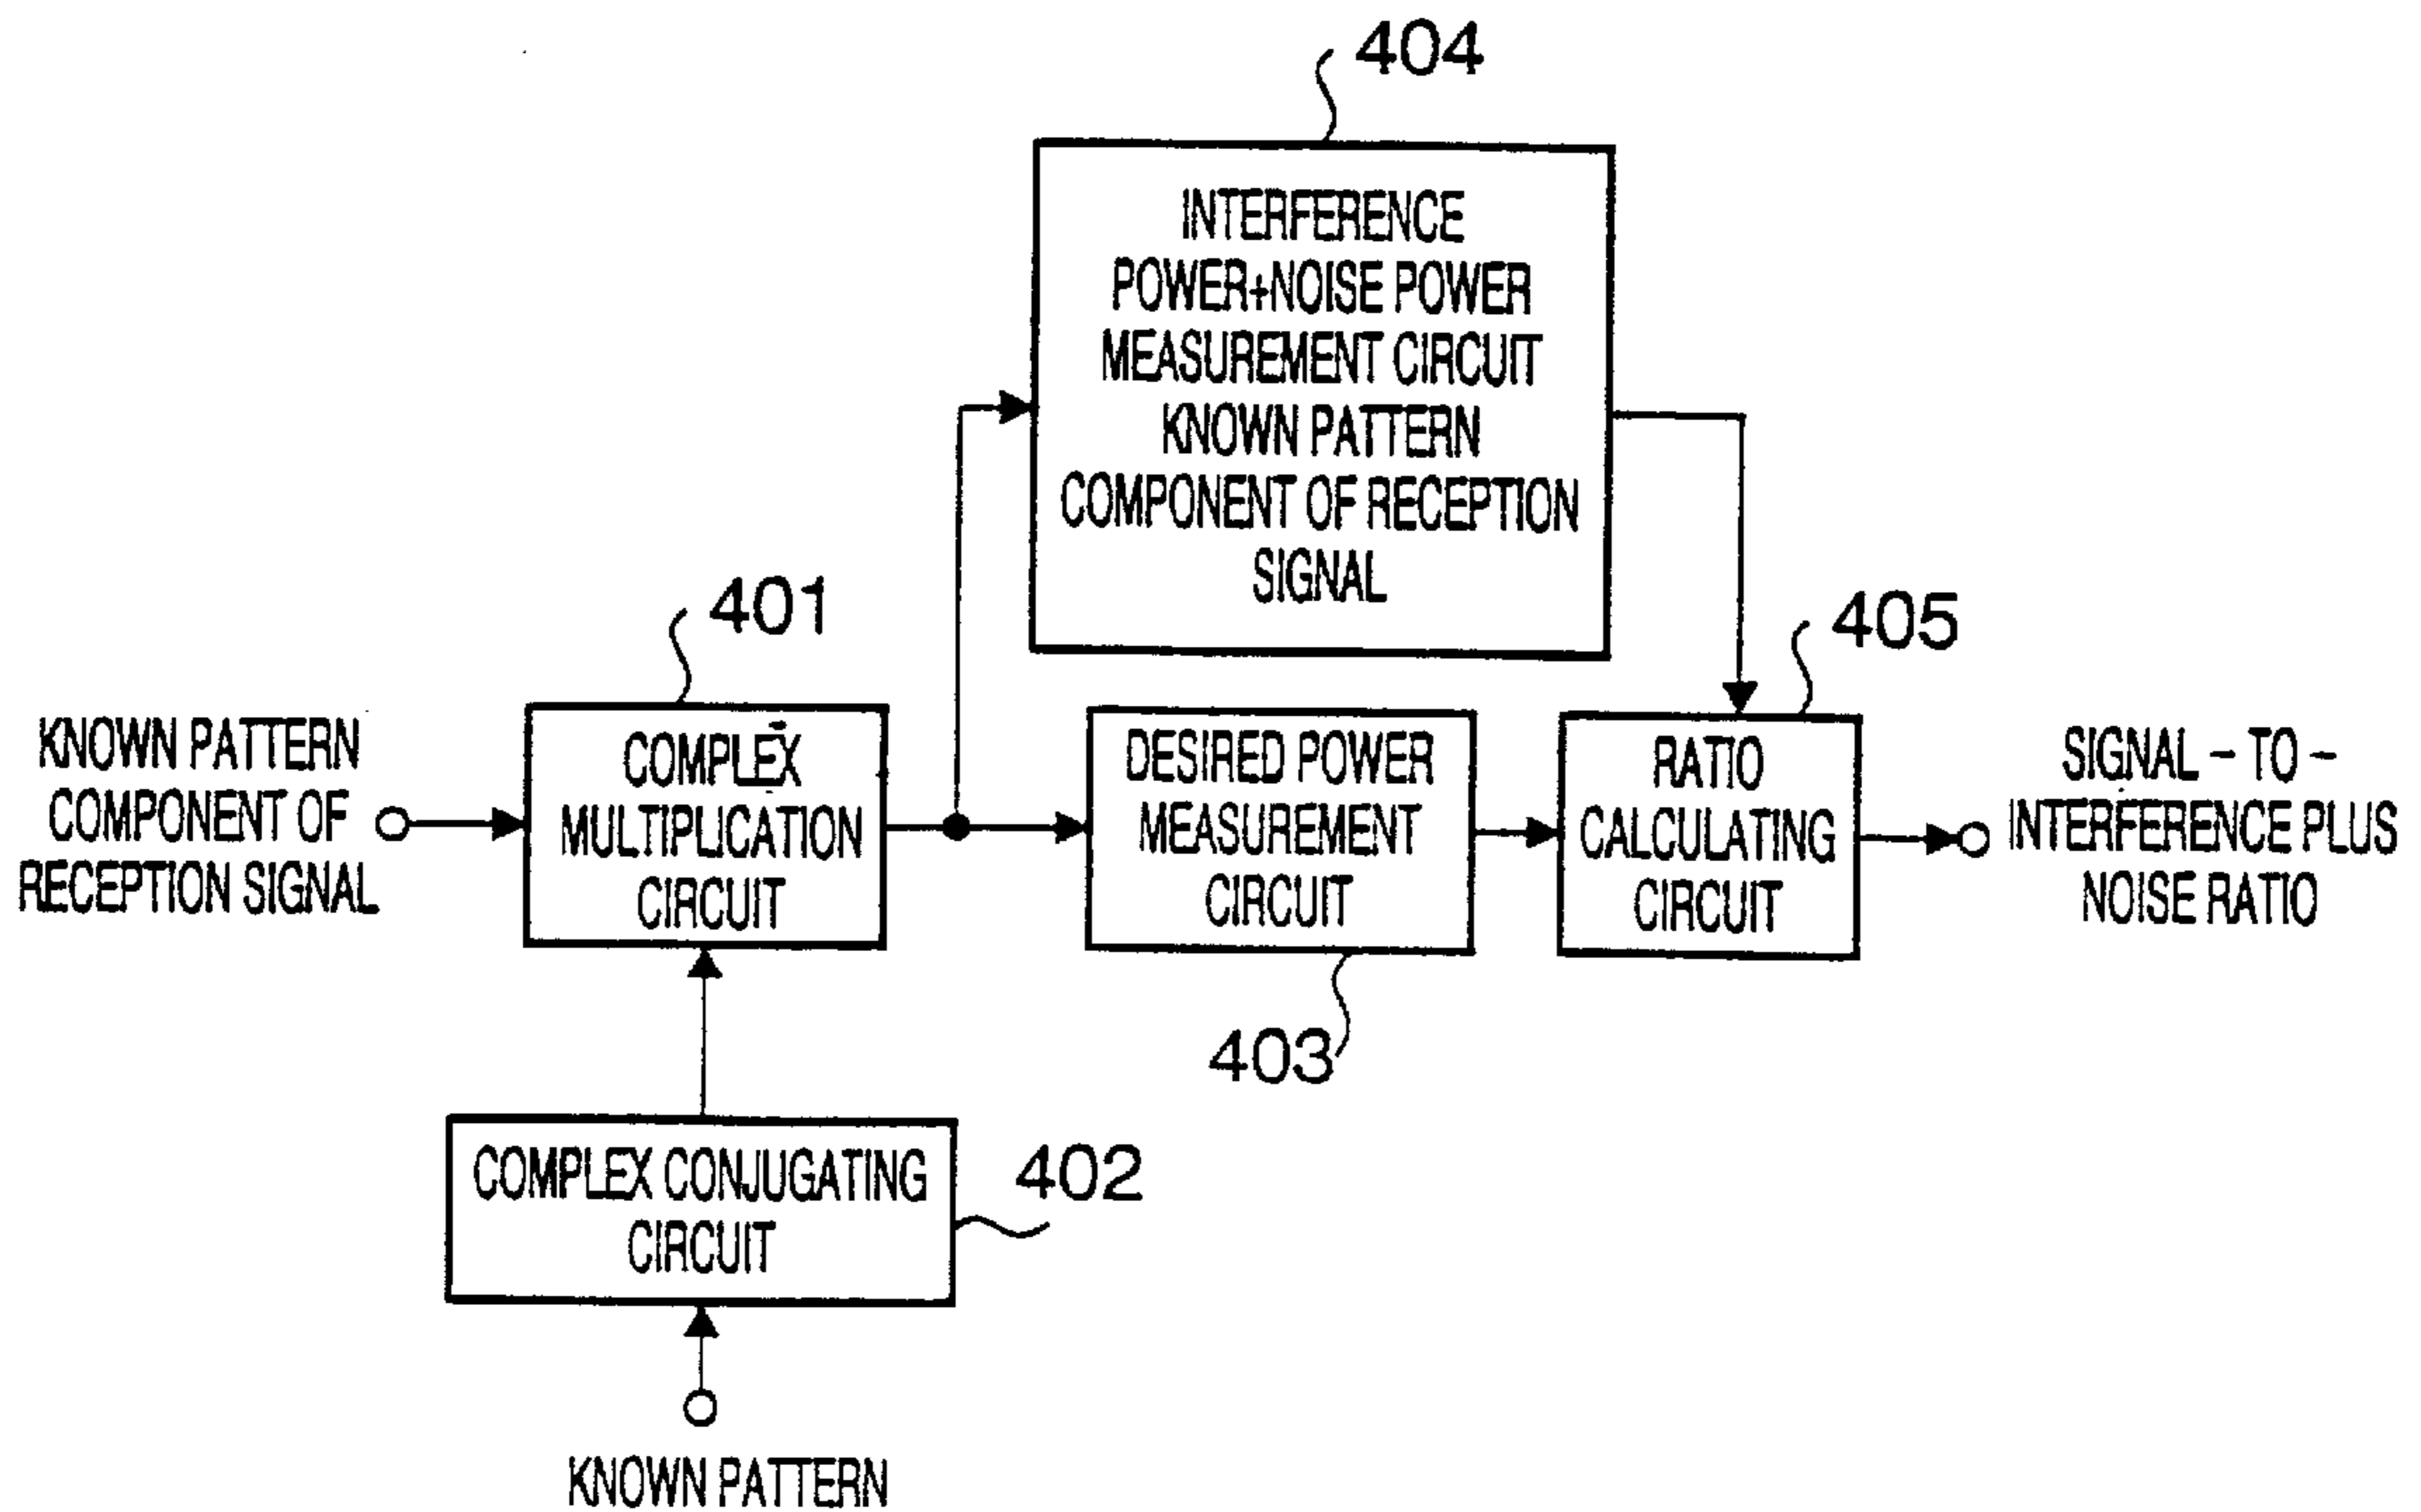 404
INTERFERENCE
POWER+NOISE POWER
MEASUREMENT CIRCUIT
KNOWN PATTERN
COMPONENT OF RECEPTION
SIGNAL
401
405
KNOWN PATTERN
COMPONENT OF
RECEPTION SIGNAL
COMPLEX
MULTIPLICATION
CIRCUIT
DESIRED POWER
MEASUREMENT
CIRCUIT
RATIO
CALCULATING
CIRCUIT
SIGNAL - TO -
INTERFERENCE PLUS
NOISE RATIO
403
COMPLEX CONJUGATING
CIRCUIT
402
KNOWN PATTERN